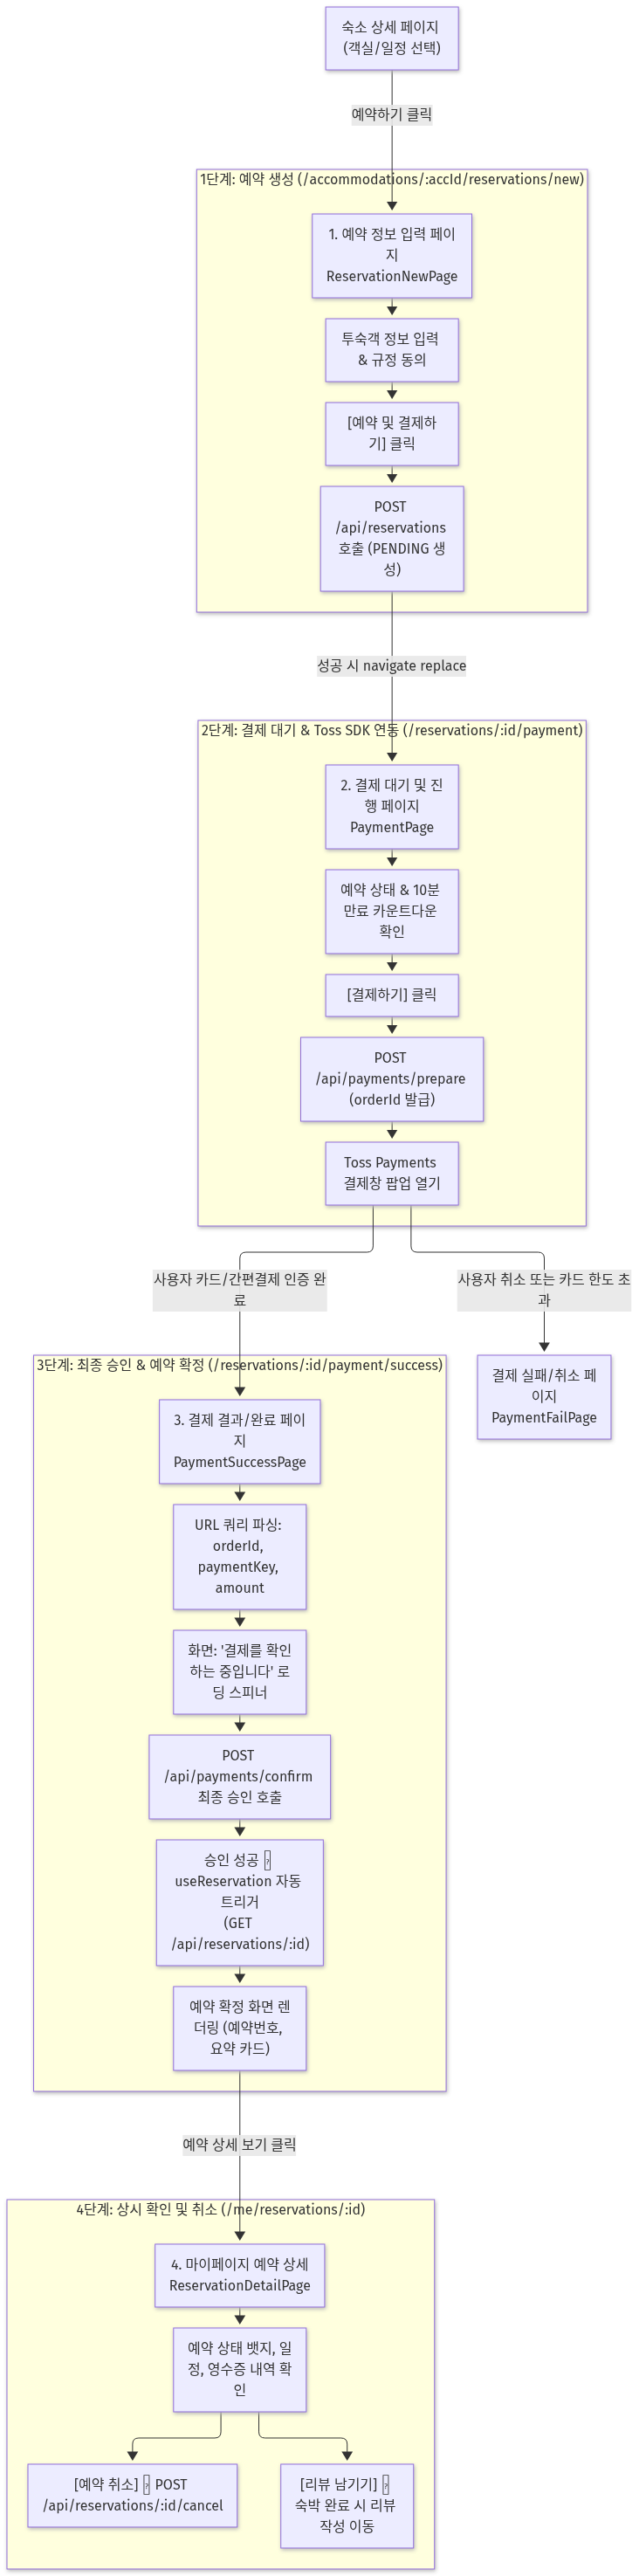 숙소 상세 페이지
(객실/일정 선택)
예약하기 클릭
1단계: 예약 생성 (/accommodations/:accId/reservations/new)
1. 예약 정보 입력 페이
지
ReservationNewPage
투숙객 정보 입력
& 규정 동의
[예약 및 결제하
기] 클릭
POST
/api/reservations
호출 (PENDING 생
성)
성공 시 navigate replace
2단계: 결제 대기 & Toss SDK 연동 (/reservations/:id/payment)
2. 결제 대기 및 진
행 페이지
PaymentPage
예약 상태 & 10분
만료 카운트다운
확인
[결제하기] 클릭
POST
/api/payments/prepare
(orderId 발급)
Toss Payments
결제창 팝업 열기
사용자 카드/간편결제 인증 완
료
사용자 취소 또는 카드 한도 초
과
결제 실패/취소 페
이지
PaymentFailPage
3단계: 최종 승인 & 예약 확정 (/reservations/:id/payment/success)
3. 결제 결과/완료 페이
지
PaymentSuccessPage
URL 쿼리 파싱:
orderId,
paymentKey,
amount
화면: '결제를 확인
하는 중입니다' 로
딩 스피너
POST
/api/payments/confirm
최종 승인 호출
승인 성공
useReservation 자동
트리거
(GET
/api/reservations/:id)
예약 확정 화면 렌
더링 (예약번호,
요약 카드)
예약 상세 보기 클릭
4단계: 상시 확인 및 취소 (/me/reservations/:id)
4. 마이페이지 예약 상세
ReservationDetailPage
예약 상태 뱃지, 일
정, 영수증 내역 확
인
[예약 취소] POST
/api/reservations/:id/cancel
[리뷰 남기기]
숙박 완료 시 리뷰
작성 이동